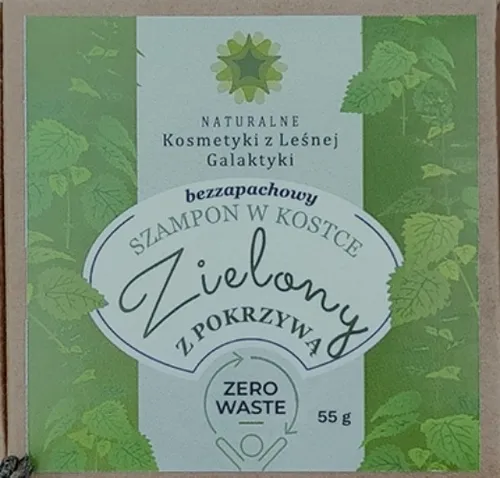 NATURALNE
Kosmetyki z Leśnej
Galaktyki
bezzapachowy
SZAMPON W KOSTCE
Zielony
Z POKRZYWĄ
ZERO
WASTE
55 g